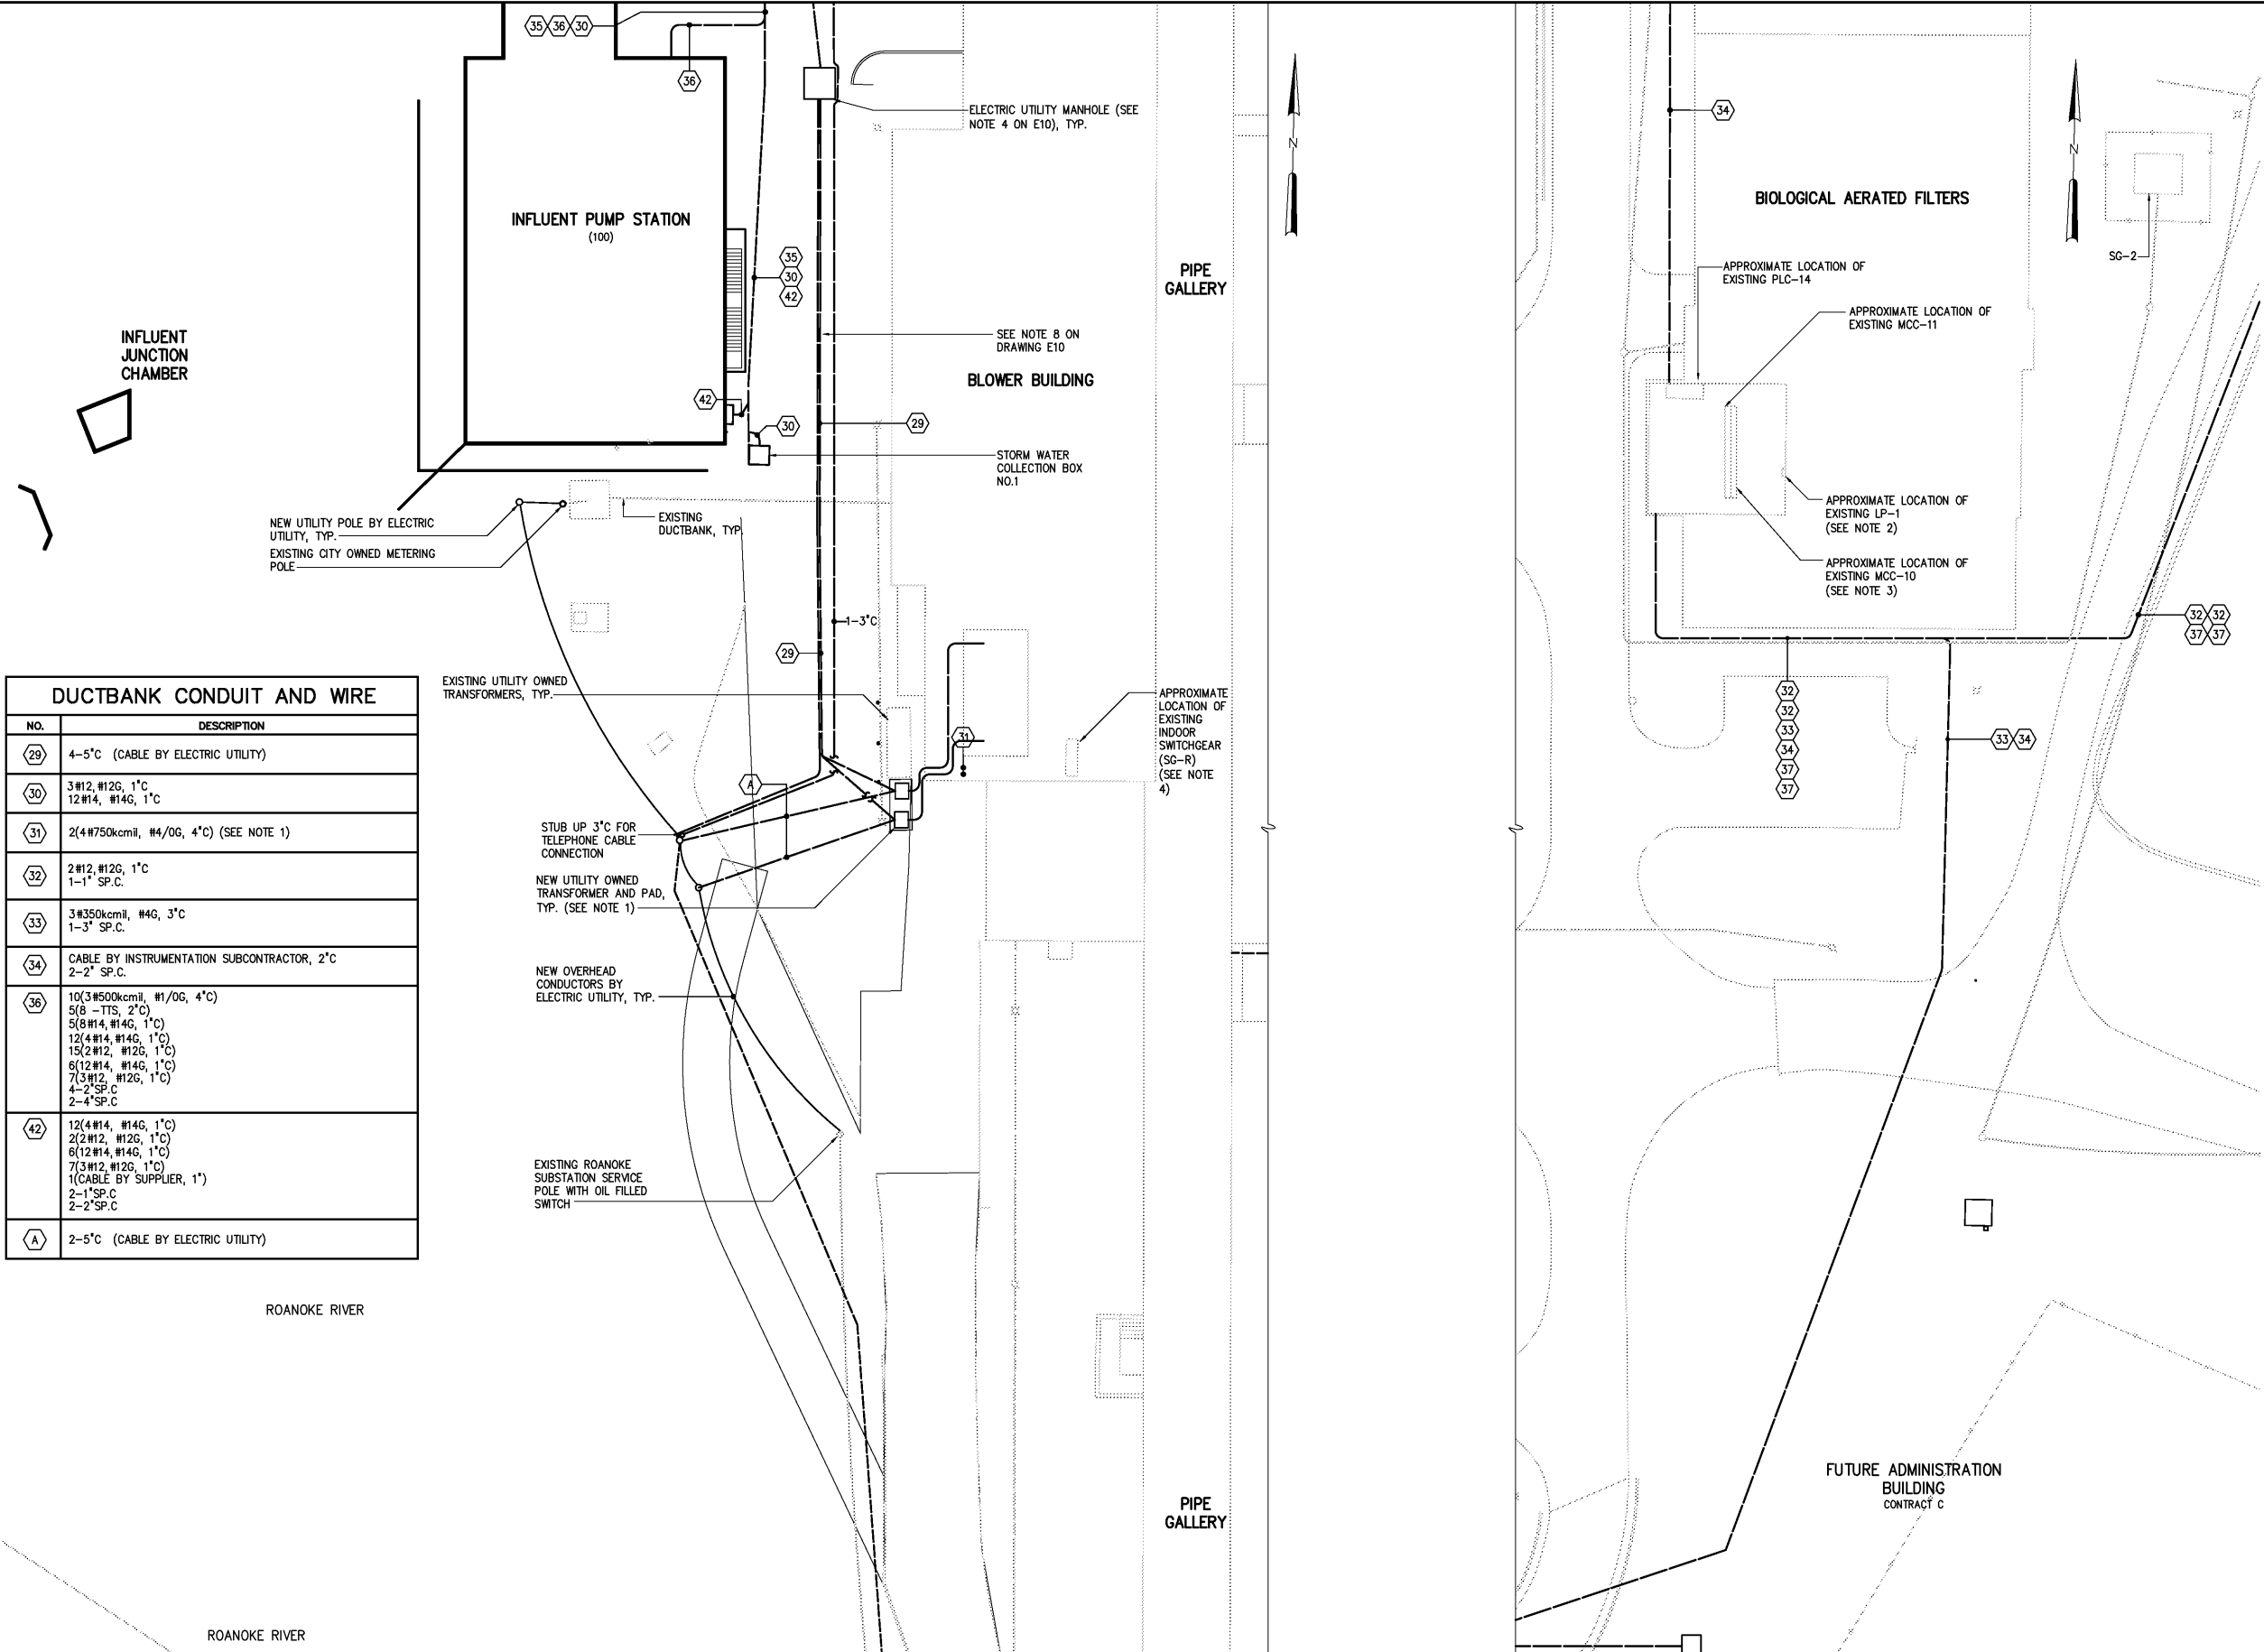 35 36 30
36
ELECTRIC UTILITY MANHOLE (SEE
NOTE 4 ON E10), TYP.
INFLUENT PUMP STATION
(100)
35
30
42
PIPE
GALLERY
N
INFLUENT
JUNCTION
CHAMBER
SEE NOTE 8 ON
DRAWING E10
BLOWER BUILDING
42
30
29
STORM WATER
COLLECTION BOX
NO.1
NEW UTILITY POLE BY ELECTRIC
UTILITY, TYP.
EXISTING CITY OWNED METERING
POLE
EXISTING
DUCTBANK, TYP.
1-3"C
29
EXISTING UTILITY OWNED
TRANSFORMERS, TYP.
31
APPROXIMATE
LOCATION OF
EXISTING
INDOOR
SWITCHGEAR
(SG-R)
(SEE NOTE
4)
A
STUB UP 3"C FOR
TELEPHONE CABLE
CONNECTION
NEW UTILITY OWNED
TRANSFORMER AND PAD,
TYP. (SEE NOTE 1)
NEW OVERHEAD
CONDUCTORS BY
ELECTRIC UTILITY, TYP.
EXISTING ROANOKE
SUBSTATION SERVICE
POLE WITH OIL FILLED
SWITCH
PIPE
GALLERY
DUCTBANK CONDUIT AND WIRE
NO. DESCRIPTION
29 4-5"C (CABLE BY ELECTRIC UTILITY)
30 3#12,#12G, 1"C
12#14, #14G, 1"C
31 2(4#750kcmil, #4/0G, 4"C) (SEE NOTE 1)
32 2#12,#12G, 1"C
1-1" SP.C.
33 3#350kcmil, #4G, 3"C
1-3" SP.C.
34 CABLE BY INSTRUMENTATION SUBCONTRACTOR, 2"C
2-2" SP.C.
36 10(3#500kcmil, #1/0G, 4"C)
5(8 -TTS, 2"C)
5(8#14,#14G, 1"C)
12(4#14,#14G, 1"C)
15(2#12, #12G, 1"C)
6(12#14, #14G, 1"C)
7(3#12, #12G, 1"C)
4-2"SP.C
2-4"SP.C
42 12(4#14, #14G, 1"C)
2(2#12, #12G, 1"C)
6(12#14,#14G, 1"C)
7(3#12,#12G, 1"C)
1(CABLE BY SUPPLIER, 1")
2-1"SP.C
2-2"SP.C
A 2-5"C (CABLE BY ELECTRIC UTILITY)
ROANOKE RIVER
ROANOKE RIVER
34
N
BIOLOGICAL AERATED FILTERS
SG-2
APPROXIMATE LOCATION OF
EXISTING PLC-14
APPROXIMATE LOCATION OF
EXISTING MCC-11
APPROXIMATE LOCATION OF
EXISTING LP-1
(SEE NOTE 2)
APPROXIMATE LOCATION OF
EXISTING MCC-10
(SEE NOTE 3)
32 32
37 37
32
32
33
34
37
37
33 34
FUTURE ADMINISTRATION
BUILDING
CONTRACT C